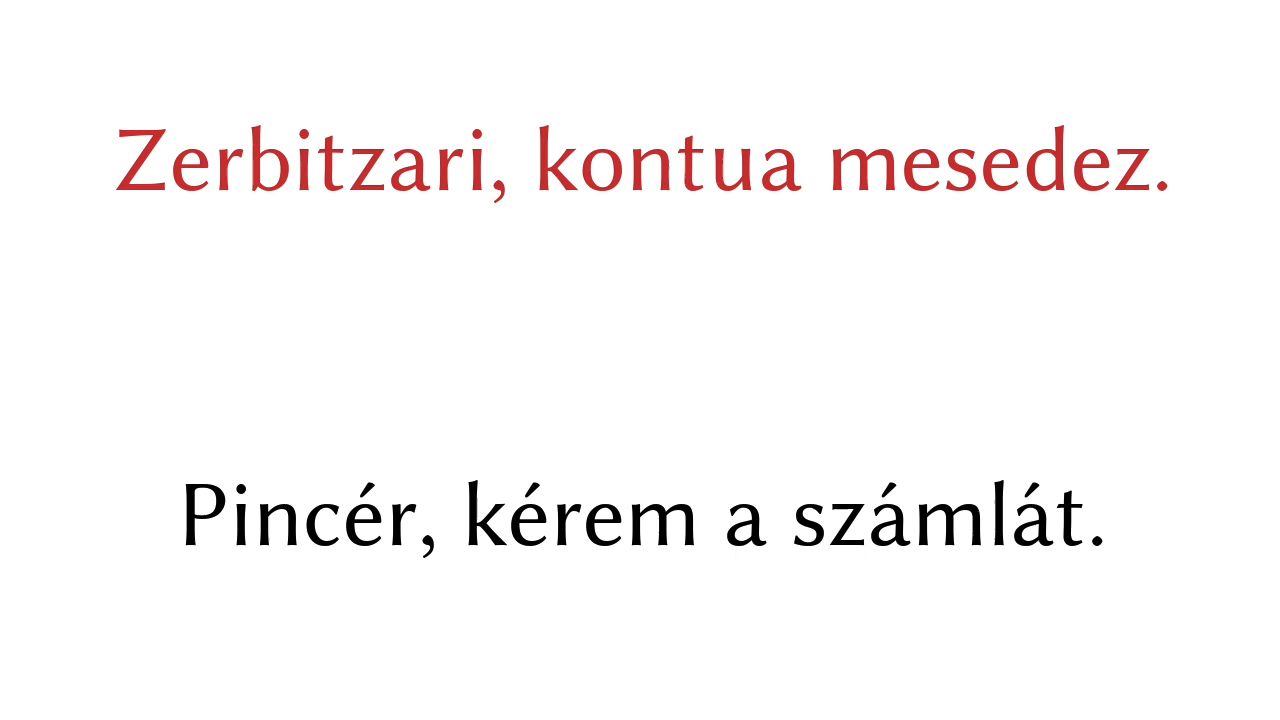 Zerbitzari, kontua mesedez.
Pincér, kérem a számlát.